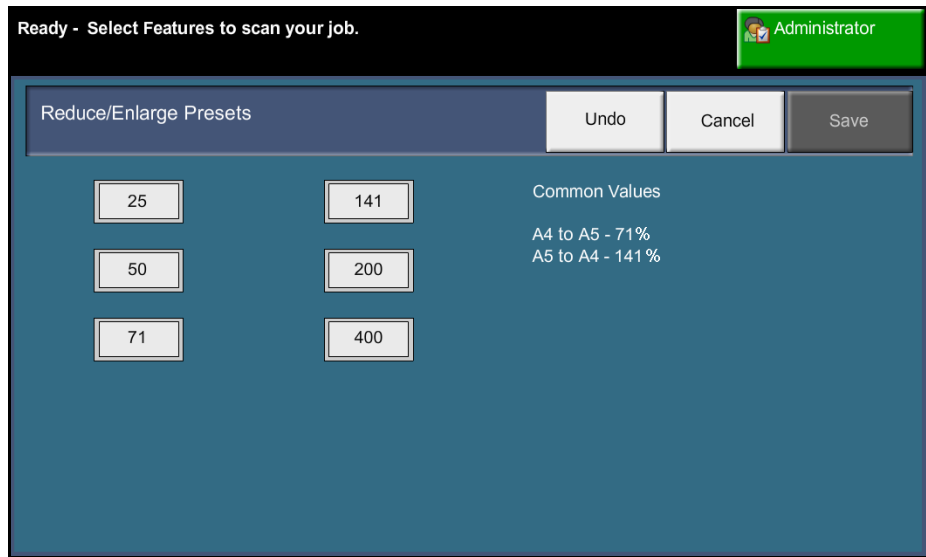 Ready - Select Features to scan your job.
Administrator
Reduce/Enlarge Presets
Undo
Cancel
Save
25
141
50
200
71
400
Common Values
A4 to A5 - 71%
A5 to A4 - 141%